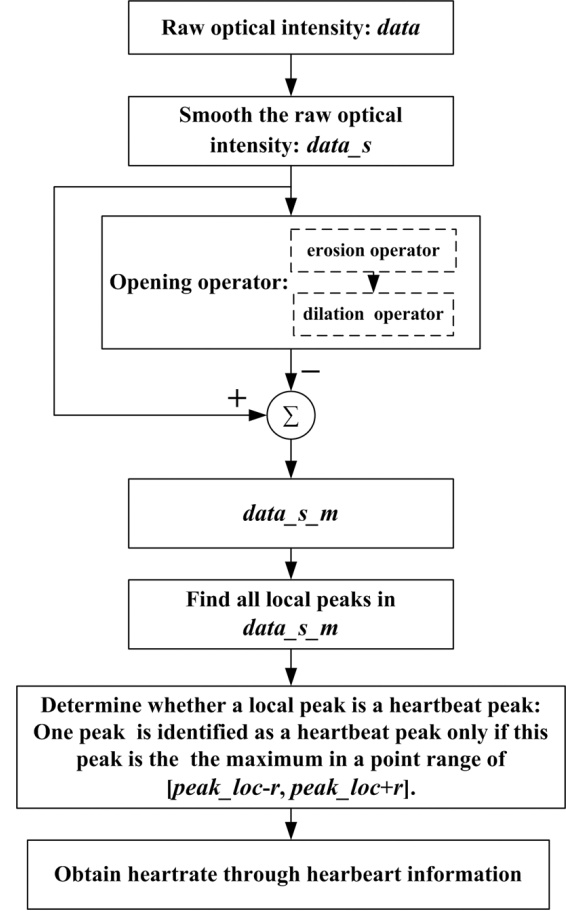 Raw optical intensity: data
Smooth the raw optical
intensity: data_s
erosion operator
Opening operator:
dilation operator
−
+
Σ
data_s_m
Find all local peaks in
data_s_m
Determine whether a local peak is a heartbeat peak:
One peak is identified as a heartbeat peak only if this
peak is the the maximum in a point range of
[peak_loc-r, peak_loc+r].
Obtain heartrate through hearbeart information